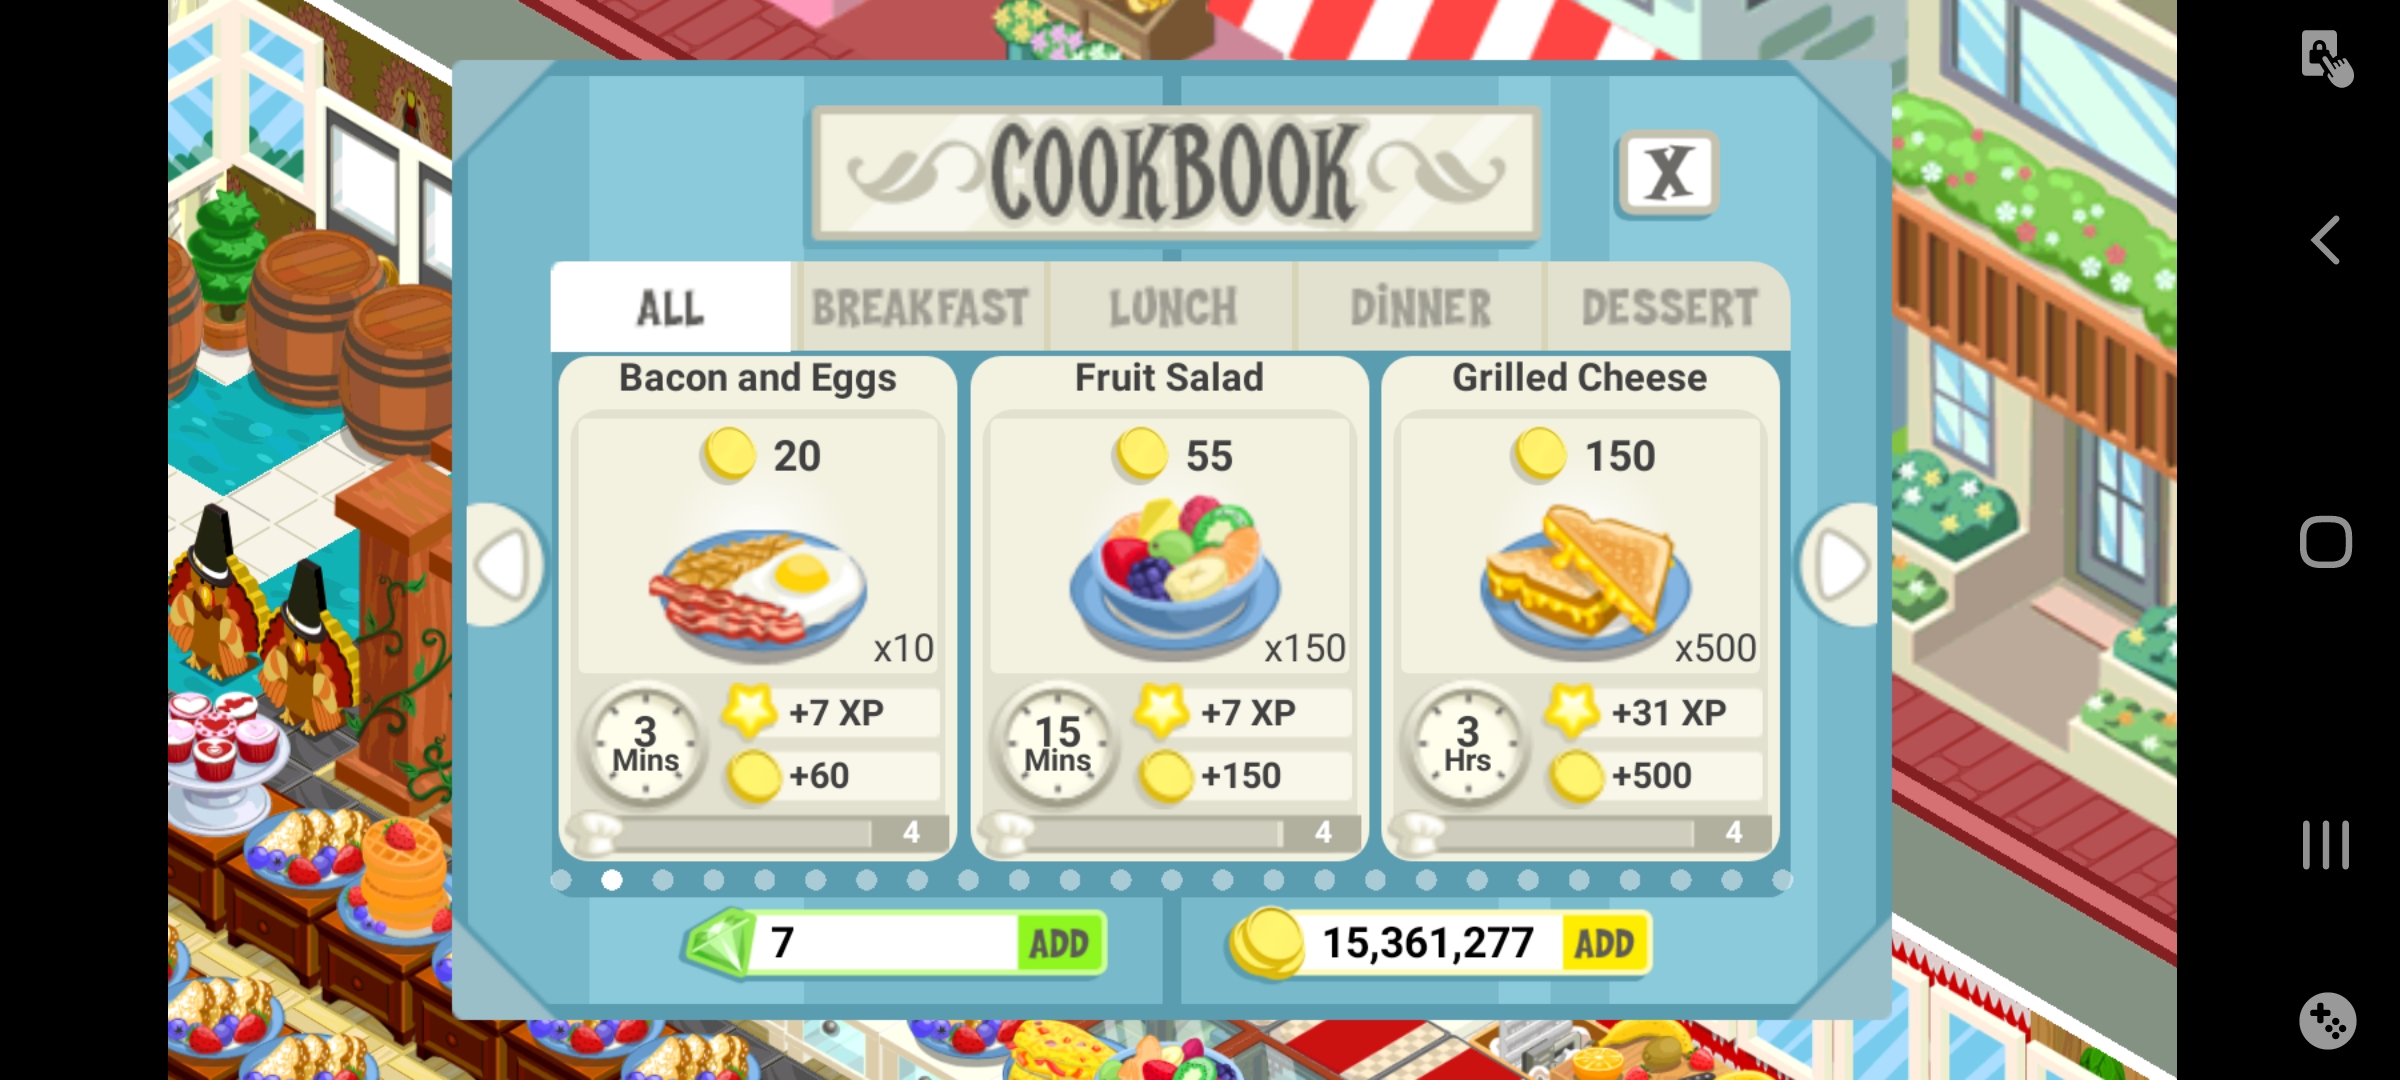 COOKBOOK
X
ALL BREAKFAST LUNCH DINNER DESSERT
Bacon and Eggs
20
x10
3
Mins
+7 XP
+60
4
Fruit Salad
55
x150
15
Mins
+7 XP
+150
4
Grilled Cheese
150
x500
3
Hrs
+31 XP
+500
4
7 ADD
15,361,277 ADD